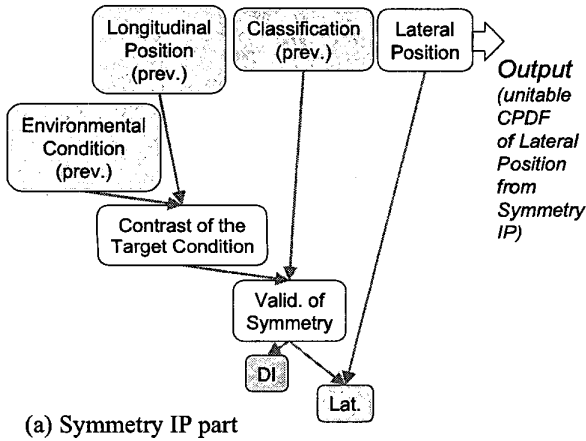 Longitudinal
Position
(prev.)
Classification
(prev.)
Lateral
Position
Output
(unitable
CPDF
of Lateral
Position
from
Symmetry
IP)
Environmental
Condition
(prev.)
Contrast of the
Target Condition
Valid. of
Symmetry
DI
Lat.
(a) Symmetry IP part